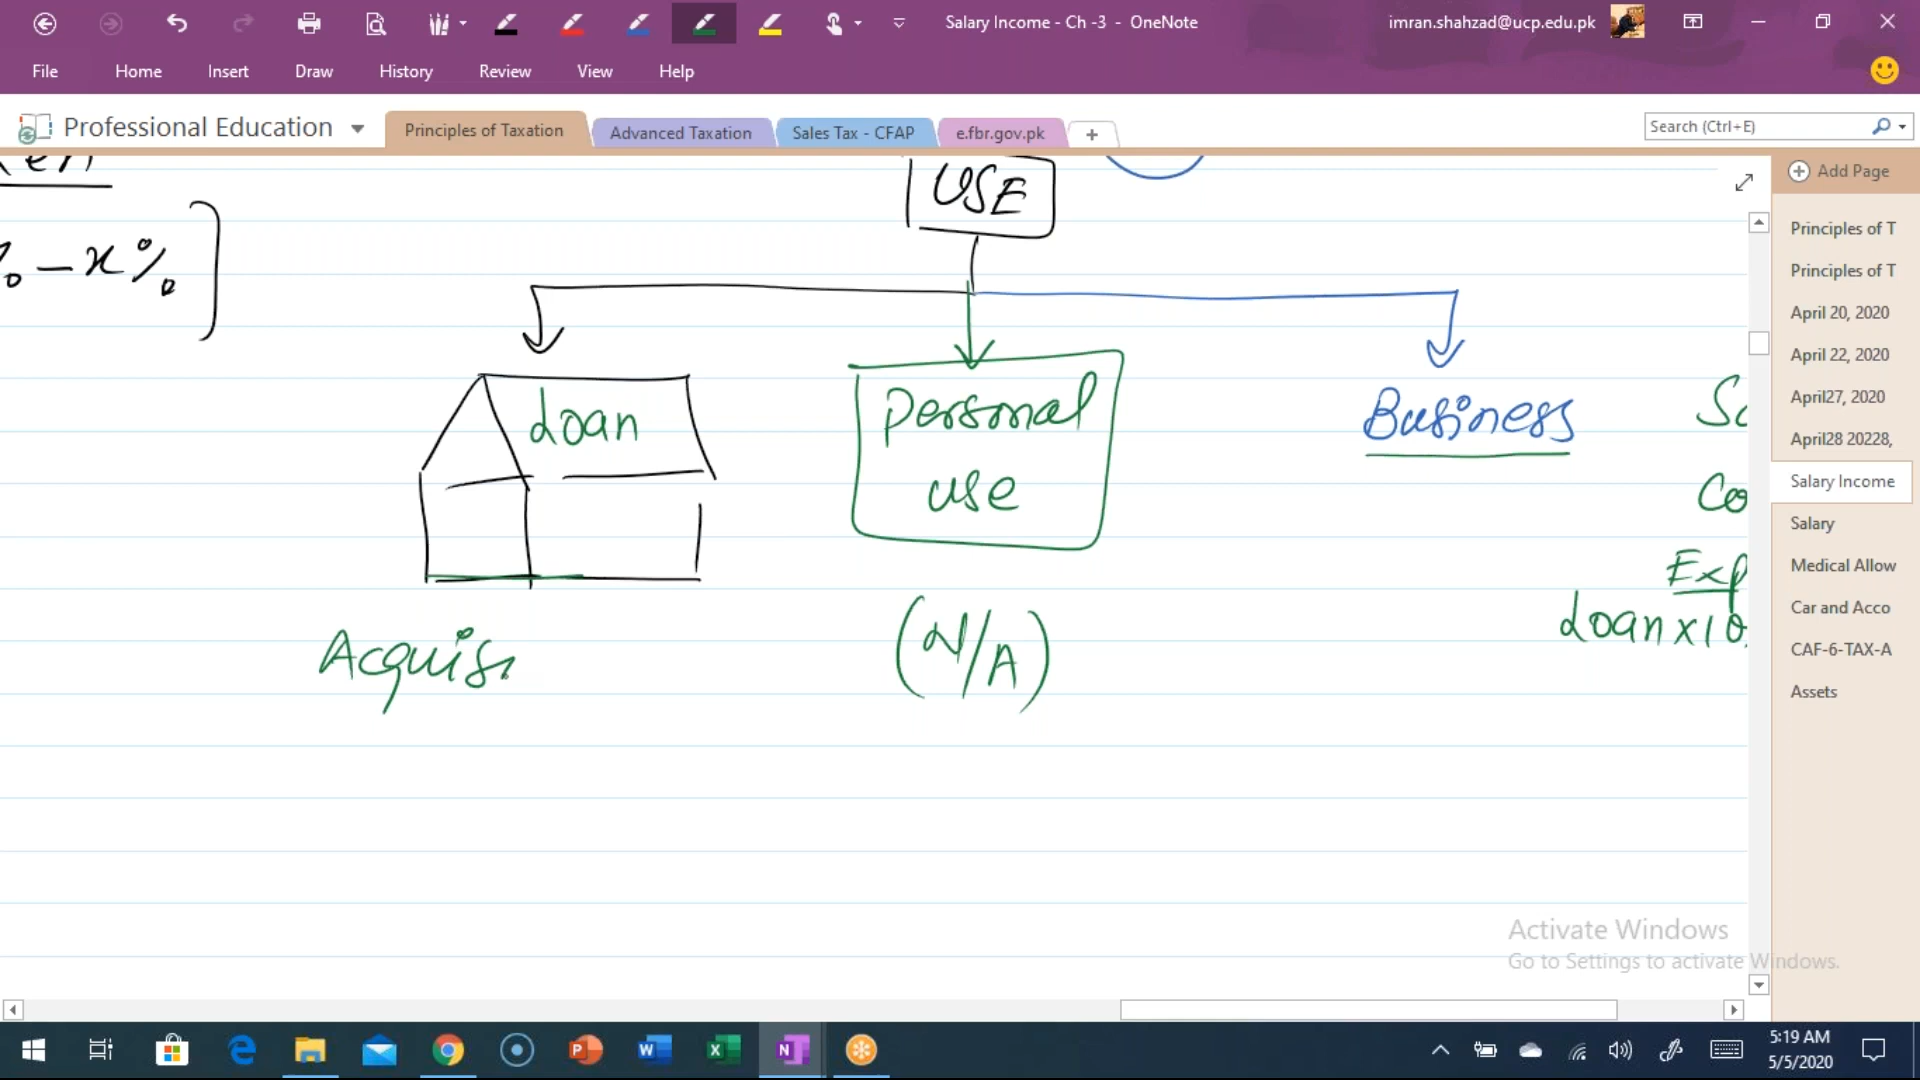 Salary Income - Ch -3 - OneNote
imran.shahzad@ucp.edu.pk
File Home Insert Draw History Review View Help
Professional Education
Principles of Taxation
Advanced Taxation
Sales Tax - CFAP
e.fbr.gov.pk
Search (Ctrl+E)
Add Page
Principles of T
Principles of T
April 20, 2020
April 22, 2020
April27, 2020
April28 20228,
Salary Income
Salary
Medical Allow
Car and Acco
CAF-6-TAX-A
Assets
- x%
USE
Loan
Personal
use
Business
Co
Exp
Loan x 10
Acquis
(N/A)
Activate Windows
Go to Settings to activate Windows.
5:19 AM
5/5/2020